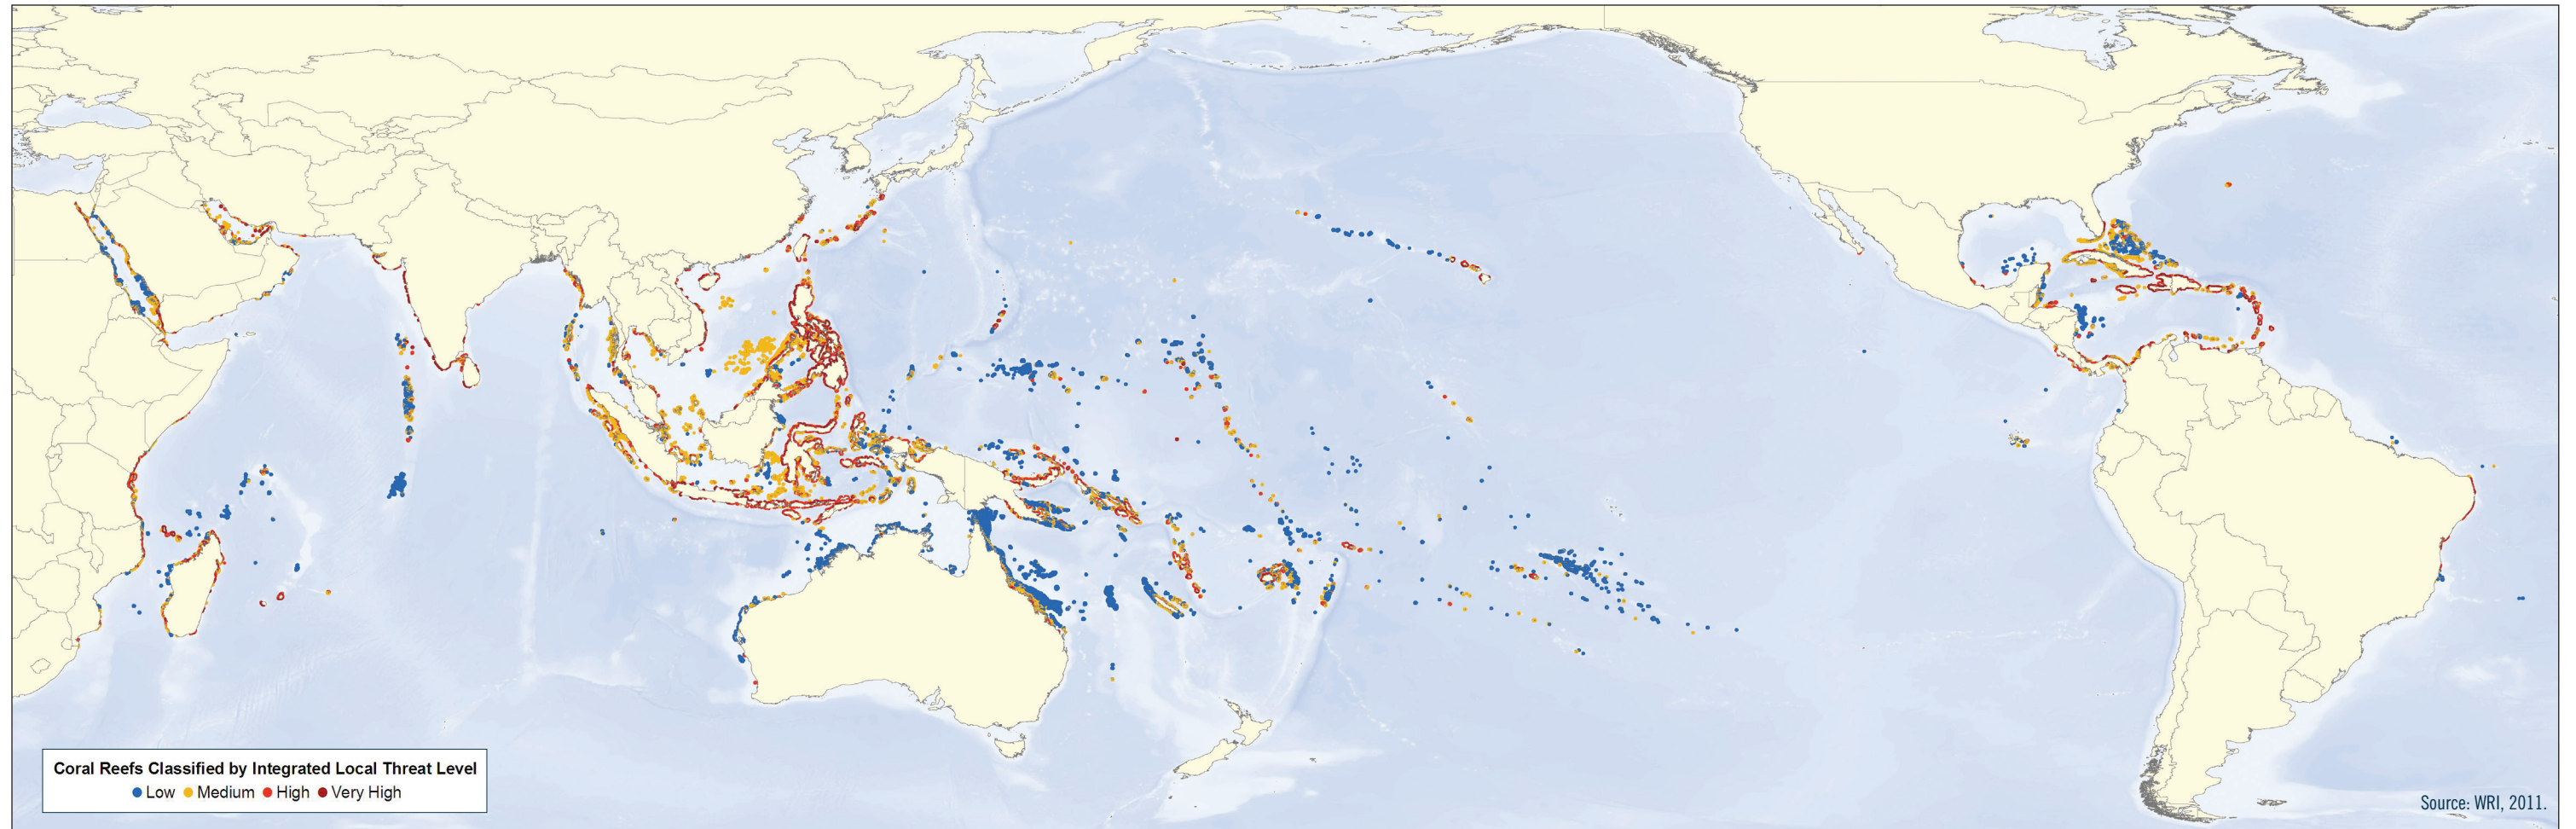 Coral Reefs Classified by Integrated Local Threat Level
Low Medium High Very High
Source: WRI, 2011.